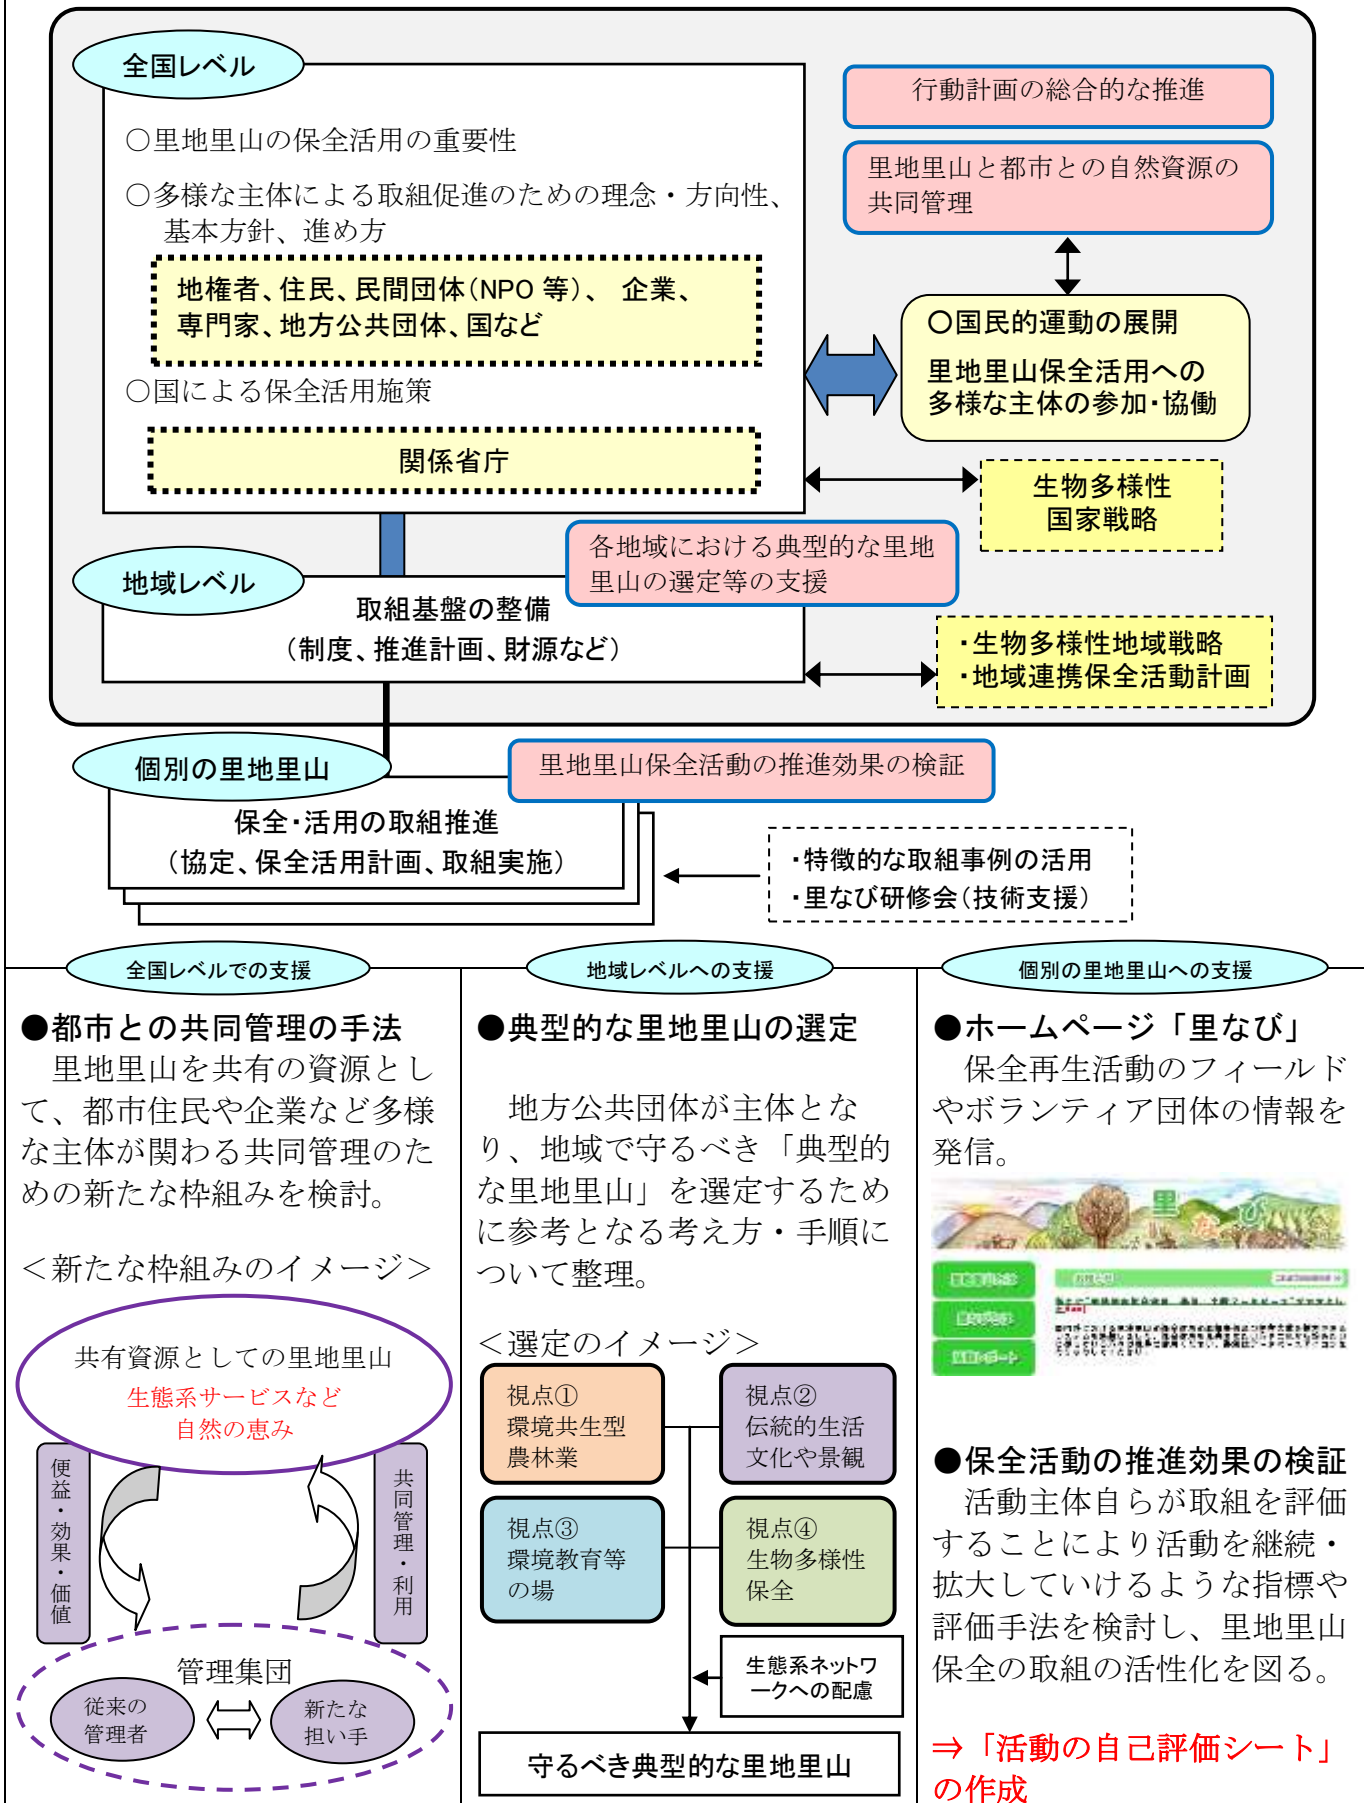 全国レベル
○里地里山の保全活用の重要性
○多様な主体による取組促進のための理念・方向性、
基本方針、進め方
地権者、住民、民間団体(NPO 等)、 企業、
専門家、地方公共団体、国など
○国による保全活用施策
関係省庁
行動計画の総合的な推進
里地里山と都市との自然資源の
共同管理
○国民的運動の展開
里地里山保全活用への
多様な主体の参加・協働
生物多様性
国家戦略
各地域における典型的な里地
里山の選定等の支援
地域レベル
取組基盤の整備
(制度、推進計画、財源など)
・生物多様性地域戦略
・地域連携保全活動計画
個別の里地里山
里地里山保全活動の推進効果の検証
保全・活用の取組推進
(協定、保全活用計画、取組実施)
・特徴的な取組事例の活用
・里なび研修会(技術支援)
全国レベルでの支援
●都市との共同管理の手法
里地里山を共有の資源とし
て、都市住民や企業など多様
な主体が関わる共同管理のた
めの新たな枠組みを検討。
＜新たな枠組みのイメージ＞
共有資源としての里地里山
生態系サービスなど
自然の恵み
便益・効果・価値
共同管理・利用
管理集団
従来の
管理者
新たな
担い手
地域レベルへの支援
●典型的な里地里山の選定
地方公共団体が主体とな
り、地域で守るべき「典型的
な里地里山」を選定するため
に参考となる考え方・手順に
ついて整理。
＜選定のイメージ＞
視点①
環境共生型
農林業
視点②
伝統的生活
文化や景観
視点③
環境教育等
の場
視点④
生物多様性
保全
生態系ネットワ
ークへの配慮
守るべき典型的な里地里山
個別の里地里山への支援
●ホームページ「里なび」
保全再生活動のフィールド
やボランティア団体の情報を
発信。
里なび
●保全活動の推進効果の検証
活動主体自らが取組を評価
することにより活動を継続・
拡大していけるような指標や
評価手法を検討し、里地里山
保全の取組の活性化を図る。
⇒「活動の自己評価シート」
の作成